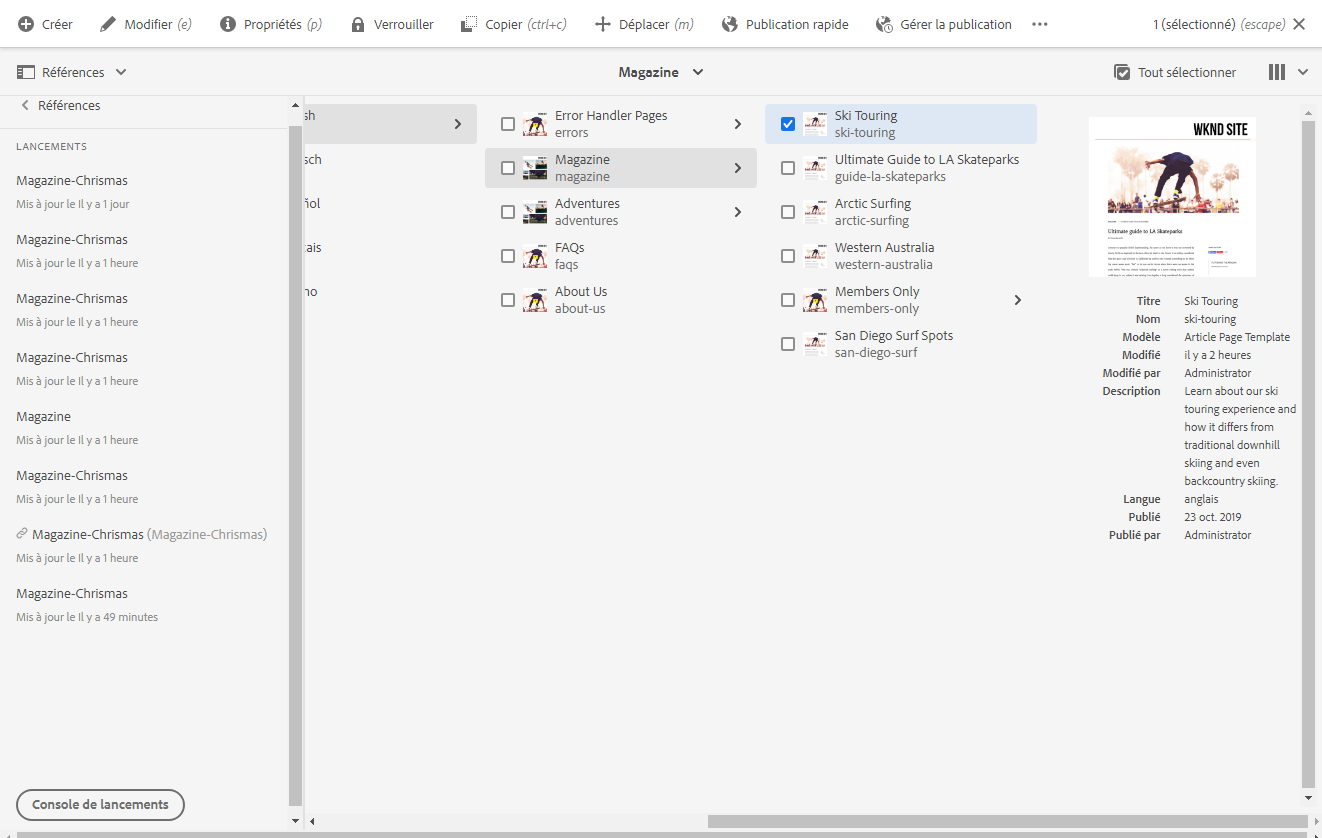 Créer Modifier (e) Propriétés (p) Verrouiller Copier (ctrl+c) Déplacer (m) Publication rapide Gérer la publication 1 (sélectionné) (escape)
Références Magazine Tout sélectionner
Références
LANCEMENTS
Magazine-Chrismas
Mis à jour le Il y a 1 jour
Magazine-Chrismas
Mis à jour le Il y a 1 heure
Magazine-Chrismas
Mis à jour le Il y a 1 heure
Magazine-Chrismas
Mis à jour le Il y a 1 heure
Magazine
Mis à jour le Il y a 1 heure
Magazine-Chrismas
Mis à jour le Il y a 1 heure
Magazine-Chrismas (Magazine-Chrismas)
Mis à jour le Il y a 1 heure
Magazine-Chrismas
Mis à jour le Il y a 49 minutes
Console de lancements
sh
sch
ñol
çais
no
Error Handler Pages
errors
Magazine
magazine
Adventures
adventures
FAQs
faqs
About Us
about-us
Ski Touring
ski-touring
Ultimate Guide to LA Skateparks
guide-la-skateparks
Arctic Surfing
arctic-surfing
Western Australia
western-australia
Members Only
members-only
San Diego Surf Spots
san-diego-surf
WKND SITE
Ultimate guide to LA Skateparks
Titre Ski Touring
Nom ski-touring
Modèle Article Page Template
Modifié il y a 2 heures
Modifié par Administrator
Description Learn about our ski
touring experience and
how it differs from
traditional downhill
skiing and even
backcountry skiing.
Langue anglais
Publié 23 oct. 2019
Publié par Administrator